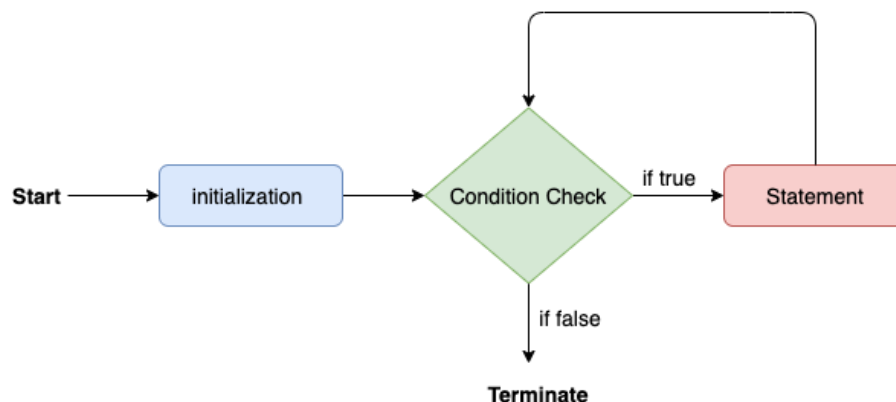 Start
initialization
Condition Check
if true
Statement
if false
Terminate